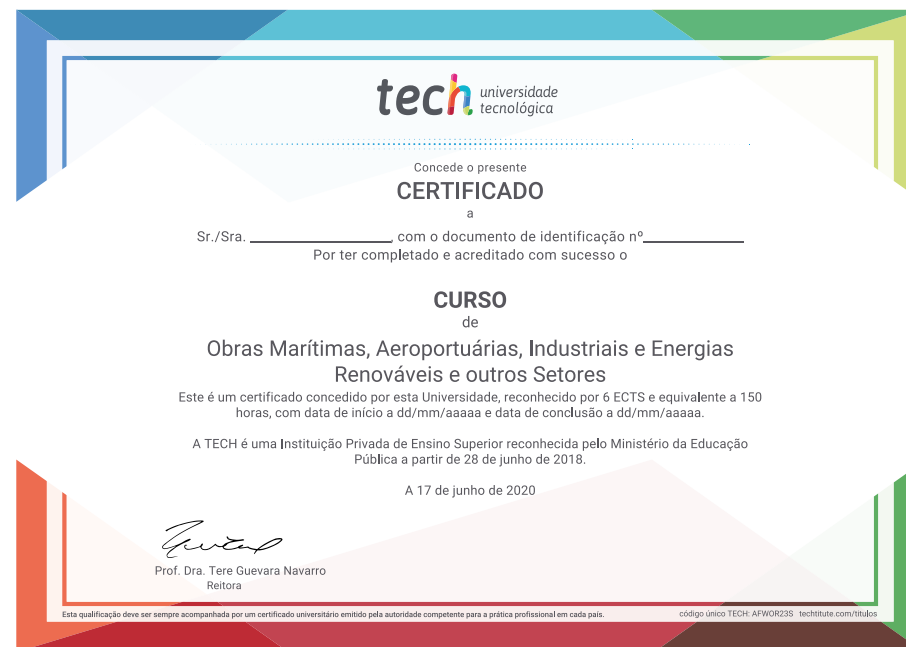 tech universidade
tecnológica
Concede o presente
CERTIFICADO
a
Sr./Sra. ________________, com o documento de identificação nº____________
Por ter completado e acreditado com sucesso o
CURSO
de
Obras Marítimas, Aeroportuárias, Industriais e Energias
Renováveis e outros Setores
Este é um certificado concedido por esta Universidade, reconhecido por 6 ECTS e equivalente a 150
horas, com data de início a dd/mm/aaaaa e data de conclusão a dd/mm/aaaaa.
A TECH é uma Instituição Privada de Ensino Superior reconhecida pelo Ministério da Educação
Pública a partir de 28 de junho de 2018.
A 17 de junho de 2020
Prof. Dra. Tere Guevara Navarro
Reitora
Esta qualificação deve ser sempre acompanhada por um certificado universitário emitido pela autoridade competente para a prática profissional em cada país.
código único TECH: AFWOR23S techtitute.com/titulos